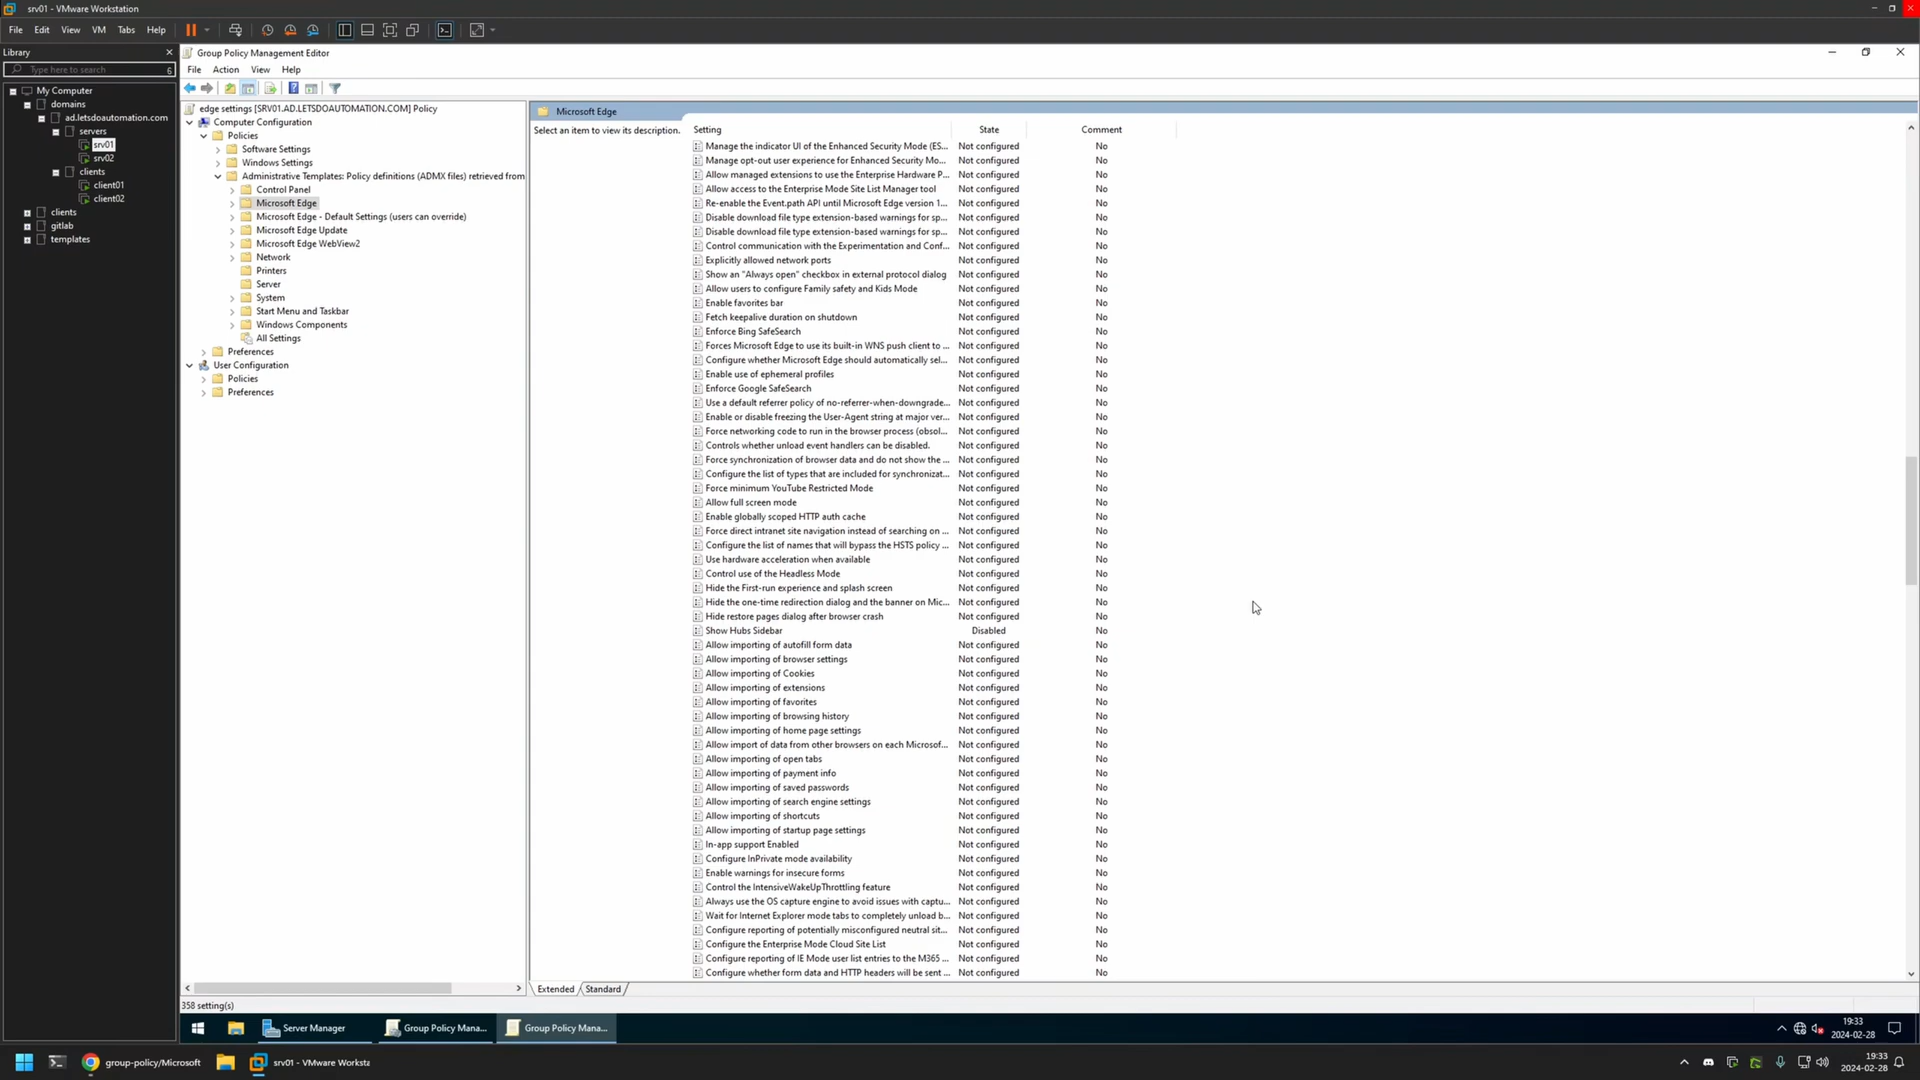 srv01 - VMware Workstation
File Edit View VM Tabs Help
Library
Type here to search
My Computer
domains
ad.letsdoautomation.com
servers
srv01
srv02
clients
client01
client02
clients
gitlab
templates
Group Policy Management Editor
File Action View Help
edge settings [SRV01.AD.LETSDOAUTOMATION.COM] Policy
Computer Configuration
Policies
Software Settings
Windows Settings
Administrative Templates: Policy definitions (ADMX files) retrieved from
Control Panel
Microsoft Edge
Microsoft Edge - Default Settings (users can override)
Microsoft Edge Update
Microsoft Edge WebView2
Network
Printers
Server
System
Start Menu and Taskbar
Windows Components
All Settings
Preferences
User Configuration
Policies
Preferences
Microsoft Edge
Select an item to view its description.
Setting State Comment
Manage the indicator UI of the Enhanced Security Mode (ES... Not configured No
Manage opt-out user experience for Enhanced Security Mo... Not configured No
Allow managed extensions to use the Enterprise Hardware P... Not configured No
Allow access to the Enterprise Mode Site List Manager tool Not configured No
Re-enable the Event.path API until Microsoft Edge version 1... Not configured No
Disable download file type extension-based warnings for sp... Not configured No
Disable download file type extension-based warnings for sp... Not configured No
Control communication with the Experimentation and Conf... Not configured No
Explicitly allowed network ports Not configured No
Show an "Always open" checkbox in external protocol dialog Not configured No
Allow users to configure Family safety and Kids Mode Not configured No
Enable favorites bar Not configured No
Fetch keepalive duration on shutdown Not configured No
Enforce Bing SafeSearch Not configured No
Forces Microsoft Edge to use its built-in WNS push client to ... Not configured No
Configure whether Microsoft Edge should automatically sel... Not configured No
Enable use of ephemeral profiles Not configured No
Enforce Google SafeSearch Not configured No
Use a default referrer policy of no-referrer-when-downgrade... Not configured No
Enable or disable freezing the User-Agent string at major ver... Not configured No
Force networking code to run in the browser process (obsol... Not configured No
Controls whether unload event handlers can be disabled. Not configured No
Force synchronization of browser data and do not show the ... Not configured No
Configure the list of types that are included for synchronizat... Not configured No
Force minimum YouTube Restricted Mode Not configured No
Allow full screen mode Not configured No
Enable globally scoped HTTP auth cache Not configured No
Force direct intranet site navigation instead of searching on ... Not configured No
Configure the list of names that will bypass the HSTS policy ... Not configured No
Use hardware acceleration when available Not configured No
Control use of the Headless Mode Not configured No
Hide the First-run experience and splash screen Not configured No
Hide the one-time redirection dialog and the banner on Mic... Not configured No
Hide restore pages dialog after browser crash Not configured No
Show Hubs Sidebar Disabled No
Allow importing of autofill form data Not configured No
Allow importing of browser settings Not configured No
Allow importing of Cookies Not configured No
Allow importing of extensions Not configured No
Allow importing of favorites Not configured No
Allow importing of browsing history Not configured No
Allow importing of home page settings Not configured No
Allow import of data from other browsers on each Microsof... Not configured No
Allow importing of open tabs Not configured No
Allow importing of payment info Not configured No
Allow importing of saved passwords Not configured No
Allow importing of search engine settings Not configured No
Allow importing of shortcuts Not configured No
Allow importing of startup page settings Not configured No
In-app support Enabled Not configured No
Configure InPrivate mode availability Not configured No
Enable warnings for insecure forms Not configured No
Control the IntensiveWakeUpThrottling feature Not configured No
Always use the OS capture engine to avoid issues with captu... Not configured No
Wait for Internet Explorer mode tabs to completely unload b... Not configured No
Configure reporting of potentially misconfigured neutral sit... Not configured No
Configure the Enterprise Mode Cloud Site List Not configured No
Configure reporting of IE Mode user list entries to the M365 ... Not configured No
Configure whether form data and HTTP headers will be sent ... Not configured No
Extended Standard
358 setting(s)
Server Manager Group Policy Mana... Group Policy Mana...
19:33
2024-02-28
group-policy/Microsoft srv01 - VMware Worksta
19:33
2024-02-28